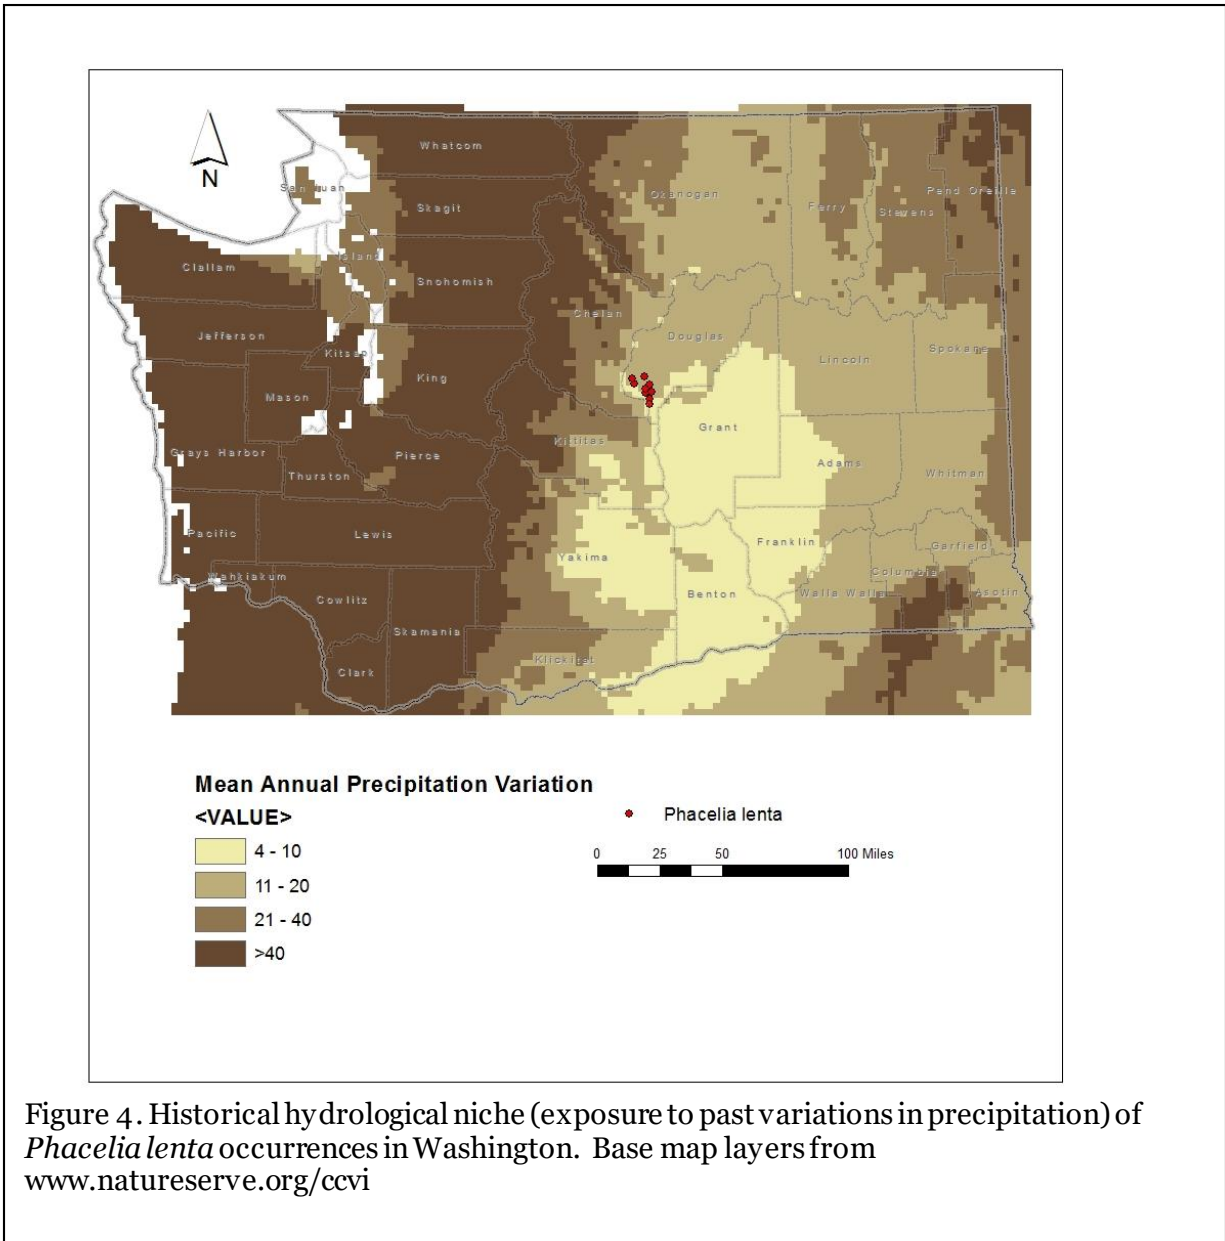 N
Whatcom
San Juan
Skagit
Okanogan
Ferry
Stevens
Pend Oreille
Island
Clallam
Snohomish
Chelan
Jefferson
Kitsap
Douglas
Lincoln
Spokane
King
Mason
Grant
Kittitas
Grays Harbor
Pierce
Thurston
Adams
Whitman
Pacific
Lewis
Franklin
Garfield
Yakima
Columbia
Wahkiakum
Cowlitz
Benton
Walla Walla
Asotin
Skamania
Klickitat
Clark
Mean Annual Precipitation Variation
<VALUE>
4 - 10
11 - 20
21 - 40
>40
Phacelia lenta
0 25 50 100 Miles
Figure 4. Historical hydrological niche (exposure to past variations in precipitation) of
Phacelia lenta occurrences in Washington. Base map layers from
www.natureserve.org/ccvi